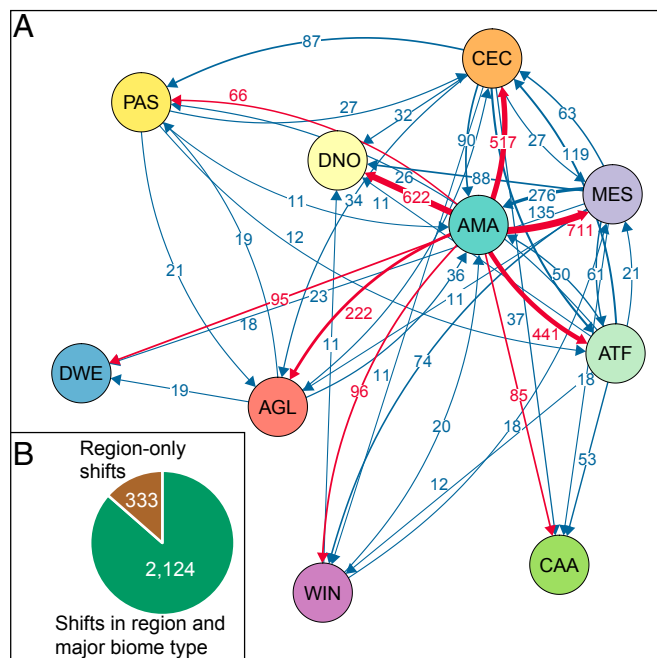 A
87
CEC
PAS
66
27
32
90
517
27
63
119
DNO
26
88
MES
622
34
11
11
276
135
AMA
711
19
12
21
36
11
50
61
21
95
23
18
222
37
441
ATF
DWE
11
74
11
19
AGL
96
85
18
20
18
53
12
B
Region-only
shifts
333
2,124
Shifts in region and
major biome type
WIN
CAA